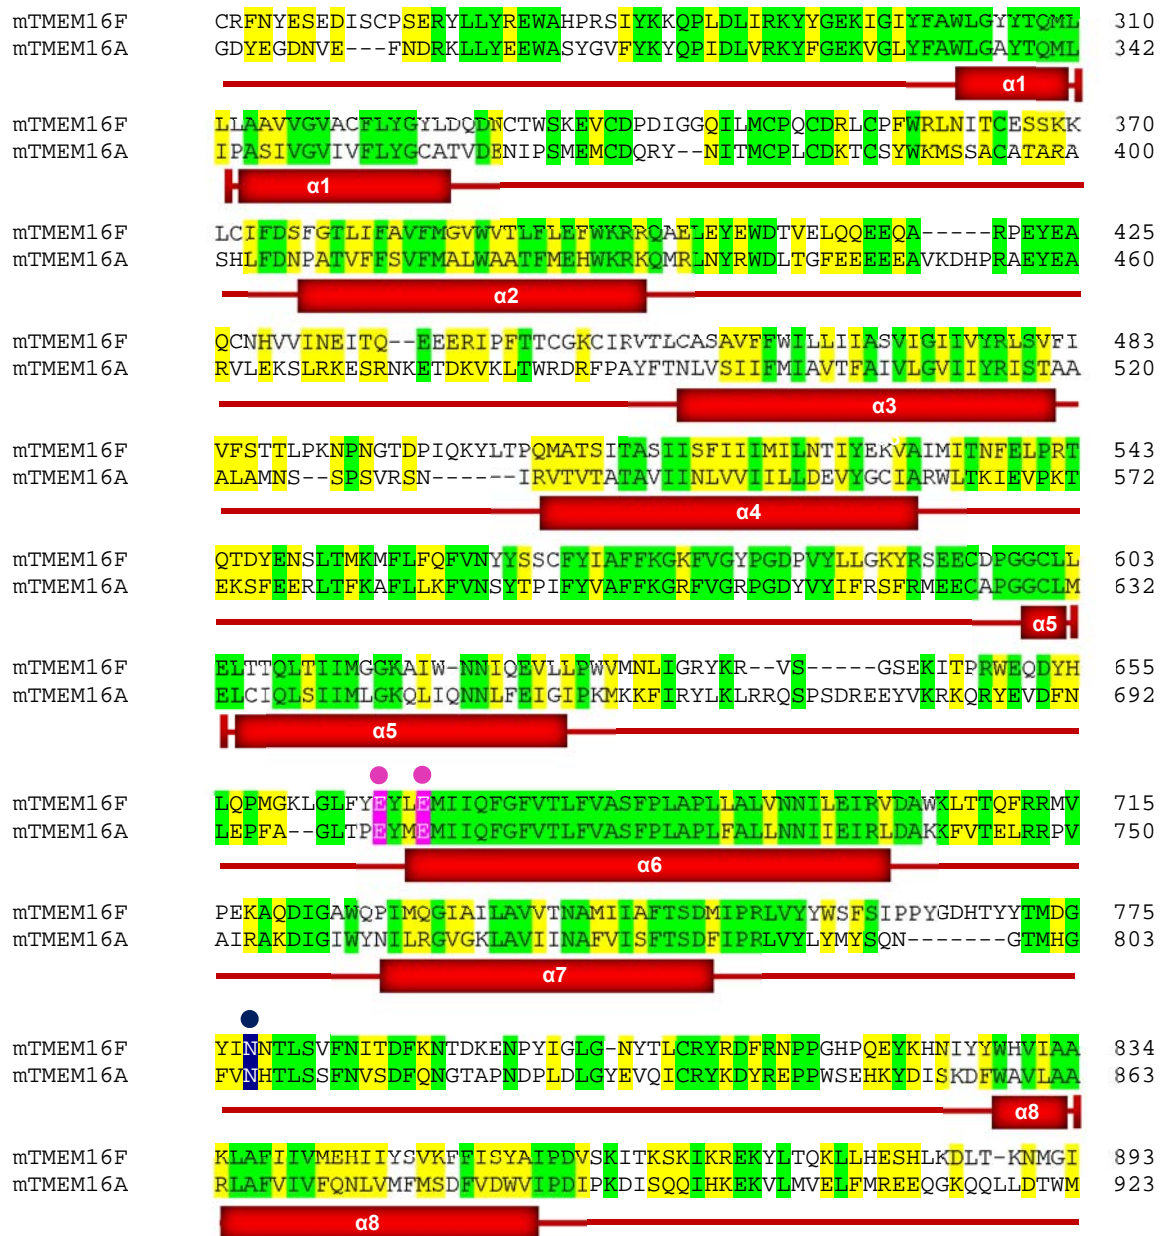 mTMEM16F CRFNYESEDISCPSERYLLYREWAHPRSIYKKQPLDLIRKYYGEKIGIYFAWLGYYTQML 310
mTMEM16A GDYEGDNVE---FNDRKLLYEEWASYGVFYKYQPIDLVRKYFGEKVGLYFAWLGAYTQML 342
α1
mTMEM16F LLAAVVGVACFLYGYLDQDNCTWSKEVCDPDIGGQILMCPQCDRLCPFWRLNITCESSKK 370
mTMEM16A IPASIVGVIVFLYGCATVDENIPSMEMCDQRY--NITMCPLCDKTCSYWKMSSACATARA 400
α1
mTMEM16F LCIFDSFGTLIFAVFMGVWVTLFLEFWKRRQAELEYEWDTVELQQEEQA-----RPEYEA 425
mTMEM16A SHLFDNPATVFFSVFMALWAATFMEHWKRKQMRLNYRWDLTGFEEEEEAVKDHPRAEYEA 460
α2
mTMEM16F QCNHVVINEITQ--EEERIPFTTCGKCIRVTLCASAVFFWILLIIASVIGIIVYRLSVFI 483
mTMEM16A RVLEKSLRKESRNKETDKVKLTWRDRFPAYFTNLVSIIFMIAVTFAIVLGVIIYRISTAA 520
α3
mTMEM16F VFSTTLPKNPNGTDPIQKYLTPQMATSITASIISFIIIMILNTIYEKVAIMITNFELPRT 543
mTMEM16A ALAMNS--SPSVRSN------IRVTVTATAVIINLVVIILLDEVYGCIARWLTKIEVPKT 572
α4
mTMEM16F QTDYENSLTMKMFLFQFVNYYSSCFYIAFFKGKFVGYPGDPVYLLGKYRSEECDPGGCLL 603
mTMEM16A EKSFEERLTFKAFLLKFVNSYTPIFYVAFFKGRFVGRPGDYVYIFRSFRMEECAPGGCLM 632
α5
mTMEM16F ELTTQLTIIMGGKAIW-NNIQEVLLPWVMNLIGRYKR--VS-----GSEKITPRWEQDYH 655
mTMEM16A ELCIQLSIIMLGKQLIQNNLFEIGIPKMKKFIRYLKLRRQSPSDREEYVKRKQRYEVDFN 692
α5
mTMEM16F LQPMGKLGLFYEYLEMIIQFGFVTLFVASFPLAPLLALVNNILEIRVDAWKLTTQFRRMV 715
mTMEM16A LEPFA--GLTPEYMEMIIQFGFVTLFVASFPLAPLFALLNNIIEIRLDAKKFVTELRRPV 750
α6
mTMEM16F PEKAQDIGAWQPIMQGIAILAVVTNAMIIAFTSDMIPRLVYYWSFSIPPYGDHTYYTMDG 775
mTMEM16A AIRAKDIGIWYNILRGVGKLAVIINAFVISFTSDFIPRLVYLYMYSQN-------GTMHG 803
α7
mTMEM16F YINNTLSVFNITDFKNTDKENPYIGLG-NYTLCRYRDFRNPPGHPQEYKHNIYYWHVIAA 834
mTMEM16A FVNHTLSSFNVSDFQNGTAPNDPLDLGYEVQICRYKDYREPPWSEHKYDISKDFWAVLAA 863
α8
mTMEM16F KLAFIIVMEHIIYSVKFFISYAIPDVSKITKSKIKREKYLTQKLLHESHLKDLT-KNMGI 893
mTMEM16A RLAFVIVFQNLVMFMSDFVDWVIPDIPKDISQQIHKEKVLMVELFMREEQGKQQLLDTWM 923
α8